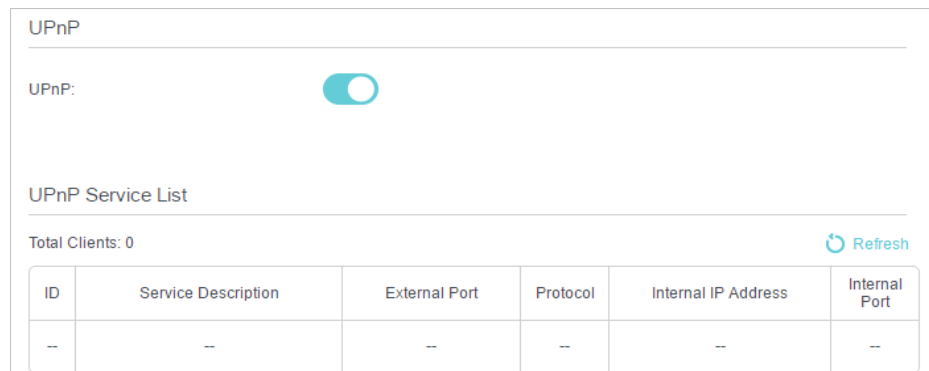 UPnP
UPnP:
UPnP Service List
Total Clients: 0
Refresh
ID Service Description External Port Protocol Internal IP Address Internal Port
-- -- -- -- -- --